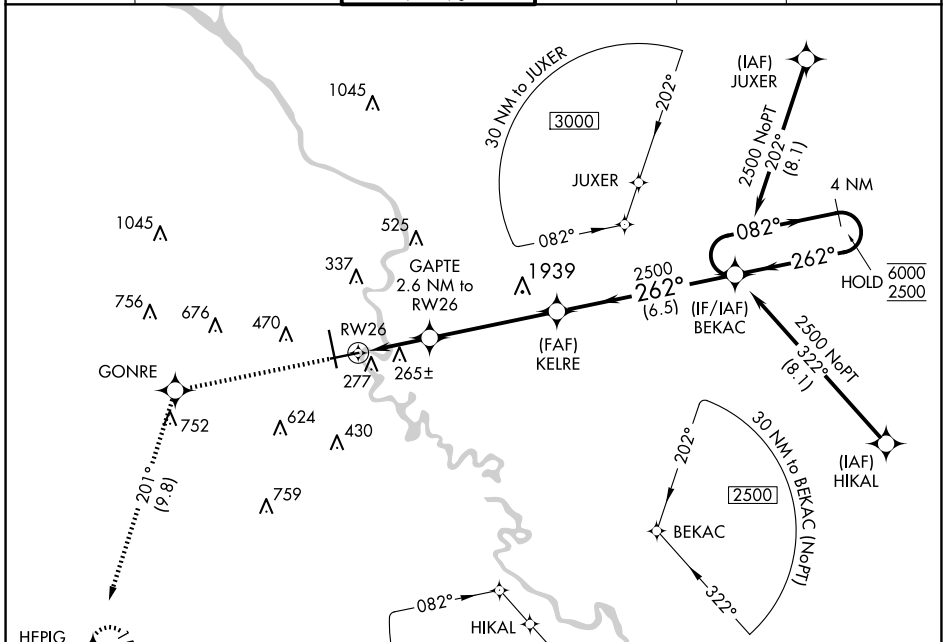 (IAF)
JUXER
2500 NoPT
202°
(8.1)
30 NM to JUXER
3000
202°
JUXER
082°
1045
4 NM
082°
262°
HOLD
6000
2500
1045
525
GAPTE
2.6 NM to
RW26
337
1939
2500
262°
(6.5)
(IF/IAF)
BEKAC
756
676
470
RW26
(FAF)
KELRE
2500 NoPT
322°
(8.1)
GONRE
277
265±
752
624
430
(IAF)
HIKAL
202°
30 NM to BEKAC (NoPT)
2500
BEKAC
322°
201°
(9.8)
759
082°
HIKAL
HEPIG